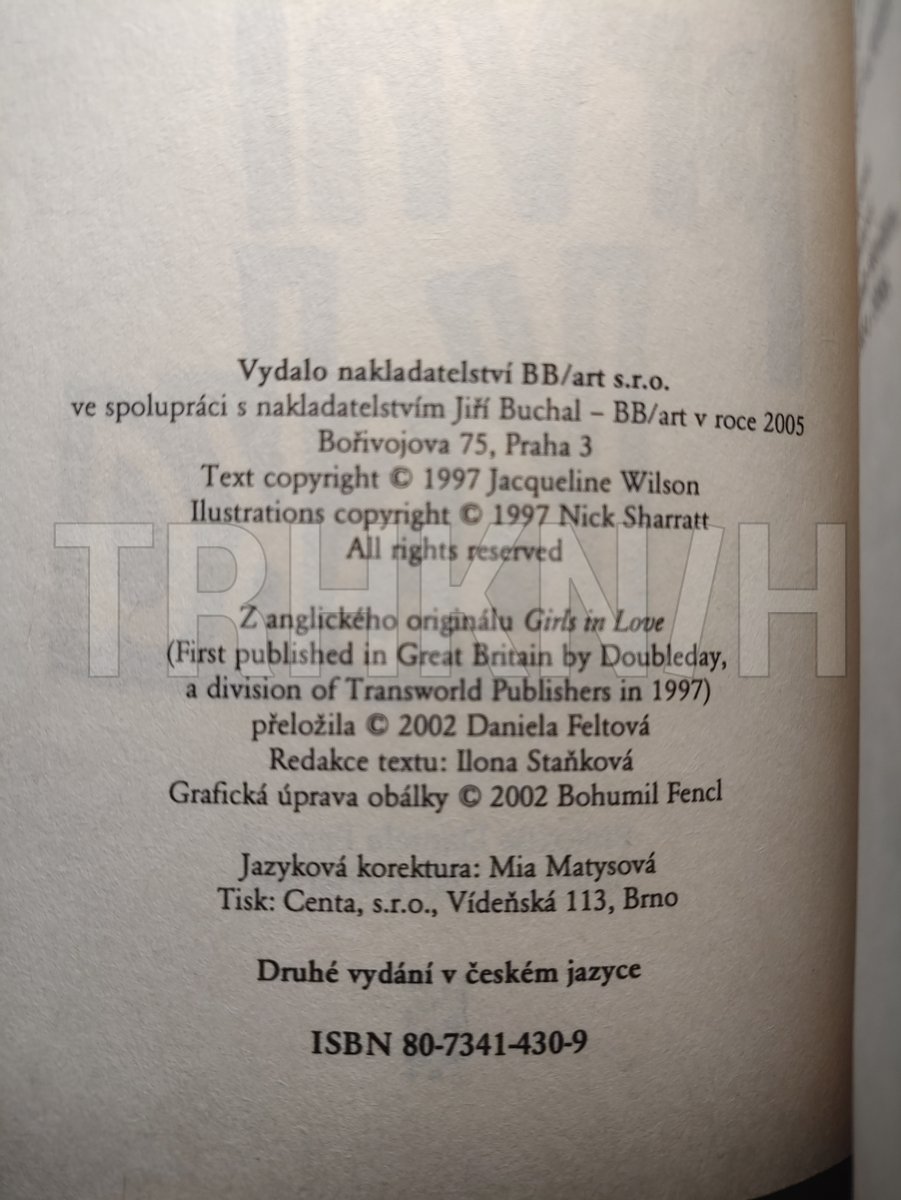 Vydalo nakladatelství BB/art s.r.o.
ve spolupráci s nakladatelstvím Jiří Buchal – BB/art v roce 2005
Bořivojova 75, Praha 3
Text copyright © 1997 Jacqueline Wilson
Ilustrations copyright © 1997 Nick Sharratt
All rights reserved
TRHKNIH
Z anglického originálu Girls in Love
(First published in Great Britain by Doubleday,
a division of Transworld Publishers in 1997)
přeložila © 2002 Daniela Feltová
Redakce textu: Ilona Staňková
Grafická úprava obálky © 2002 Bohumil Fencl
Jazyková korektura: Mia Matysová
Tisk: Centa, s.r.o., Vídeňská 113, Brno
Druhé vydání v českém jazyce
ISBN 80-7341-430-9